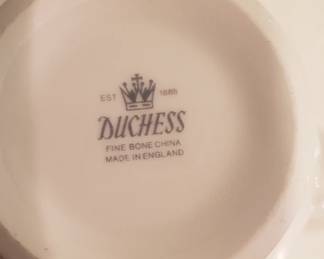 EST 1888
DUCHESS
FINE BONE CHINA
MADE IN ENGLAND